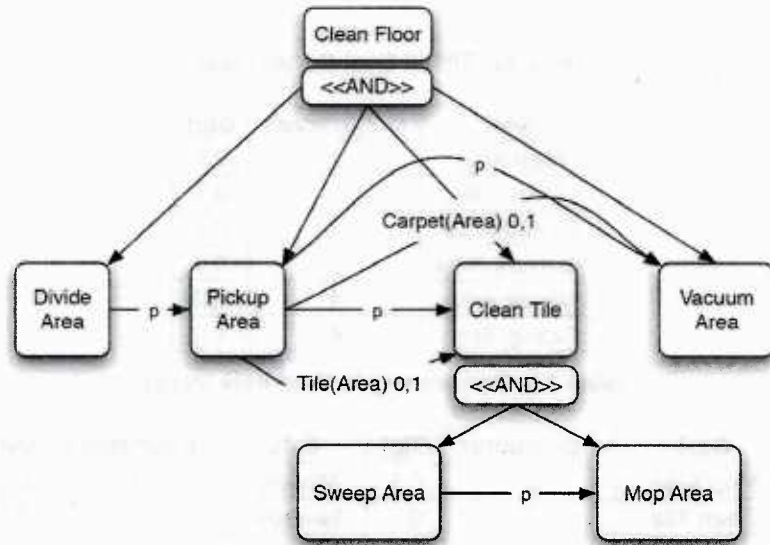 Clean Floor
<<AND>>
p
Carpet(Area) 0,1
Divide
Area
p
Pickup
Area
p
Clean Tile
Vacuum
Area
Tile(Area) 0,1
<<AND>>
Sweep Area
p
Mop Area